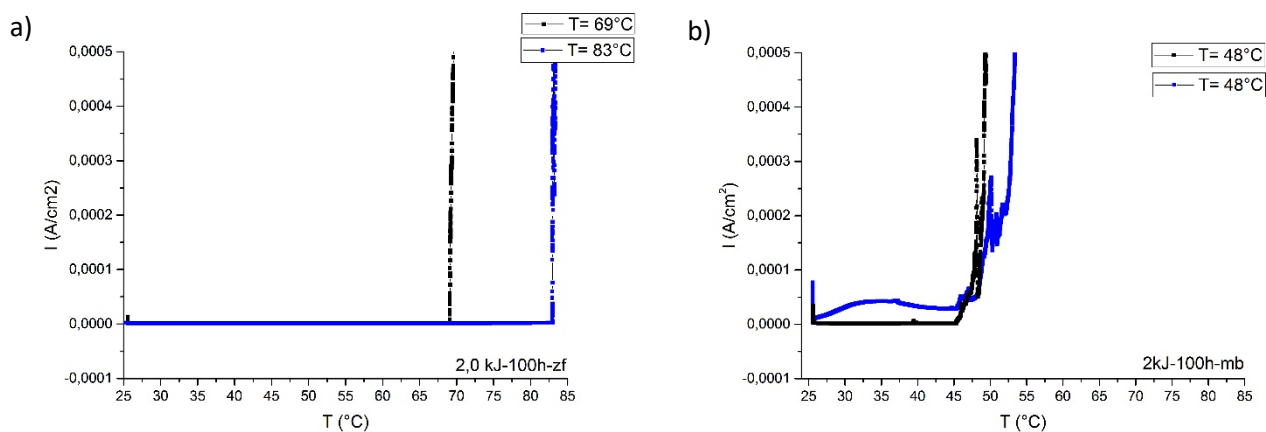 a)
T= 69°C
T= 83°C
0,0005
0,0004
0,0003
0,0002
0,0001
0,0000
-0,0001
I (A/cm2)
25 30 35 40 45 50 55 60 65 70 75 80 85
T (°C)
2,0 kJ-100h-zf
b)
T= 48°C
T= 48°C
0,0005
0,0004
0,0003
0,0002
0,0001
0,0000
-0,0001
I (A/cm²)
25 30 35 40 45 50 55 60 65 70 75 80 85
T (°C)
2kJ-100h-mb